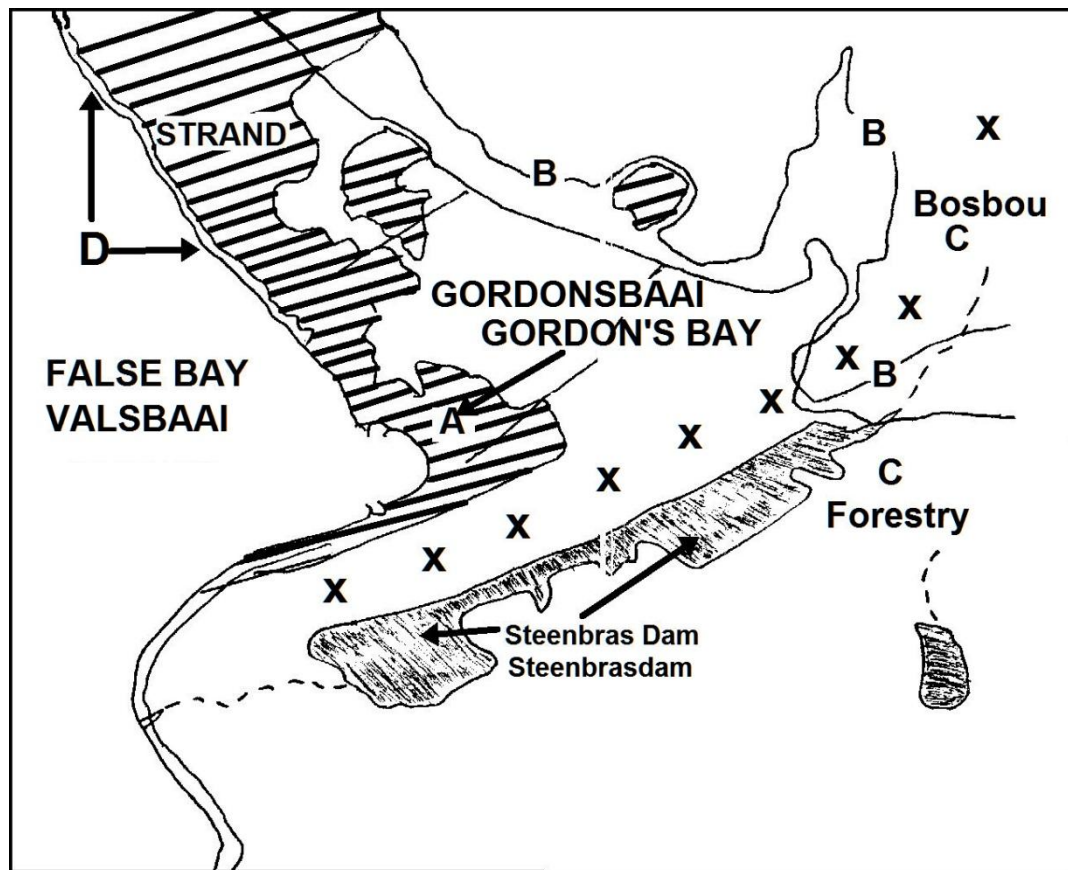 B
x
STRAND
B
Bosbou
C
D
GORDONSBAAI
GORDON'S BAY
x
x
B
FALSE BAY
VALSBAAI
x
A
x
x
C
Forestry
x
x
x
Steenbras Dam
Steenbrasdam